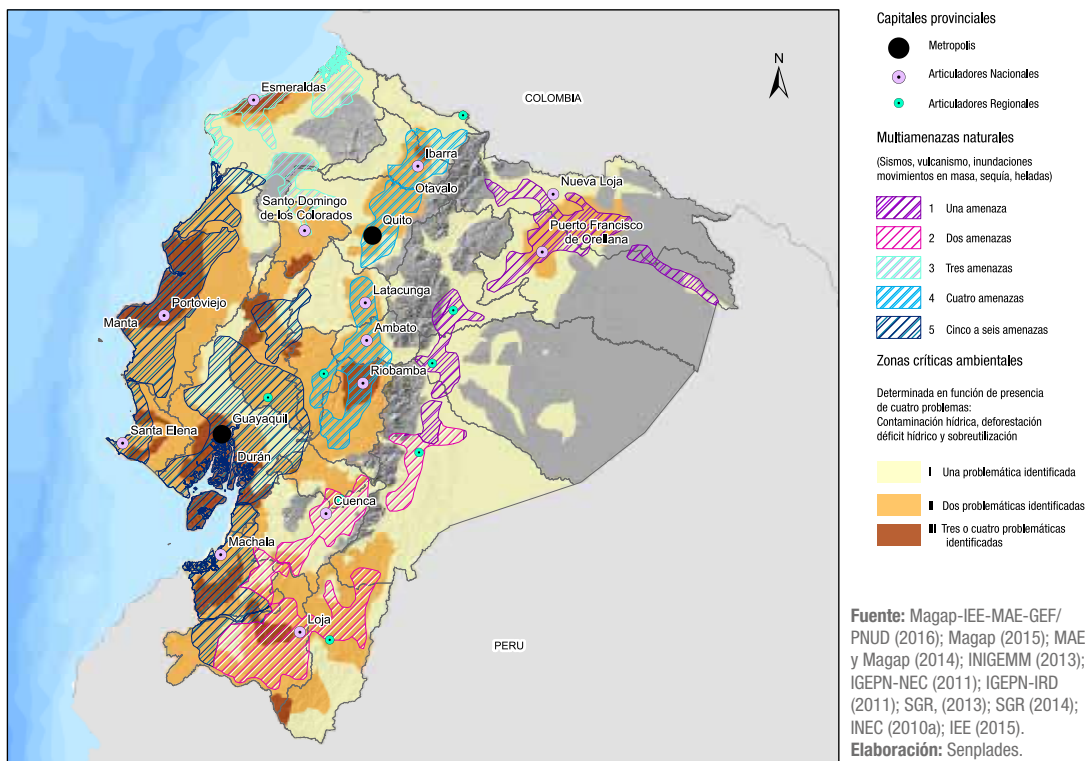 COLOMBIA
N
Esmeraldas
Ibarra
Otavalo
Nueva Loja
Santo Domingo
de los Colorados
Quito
Puerto Francisco
de Orellana
Latacunga
Portoviejo
Manta
Ambato
Riobamba
Guayaquil
Santa Elena
Durán
Cuenca
Machala
Loja
PERU
Capitales provinciales
Metropolis
Articuladores Nacionales
Articuladores Regionales
Multiamenazas naturales
(Sismos, vulcanismo, inundaciones
movimientos en masa, sequía, heladas)
1 Una amenaza
2 Dos amenazas
3 Tres amenazas
4 Cuatro amenazas
5 Cinco a seis amenazas
Zonas críticas ambientales
Determinada en función de presencia
de cuatro problemas:
Contaminación hídrica, deforestación
déficit hídrico y sobreutilización
I Una problemática identificada
II Dos problemáticas identificadas
III Tres o cuatro problemáticas
identificadas
Fuente: Magap-IEE-MAE-GEF/
PNUD (2016); Magap (2015); MAE
y Magap (2014); INIGEMM (2013);
IGEPN-NEC (2011); IGEPN-IRD
(2011); SGR, (2013); SGR (2014);
INEC (2010a); IEE (2015).
Elaboración: Senplades.